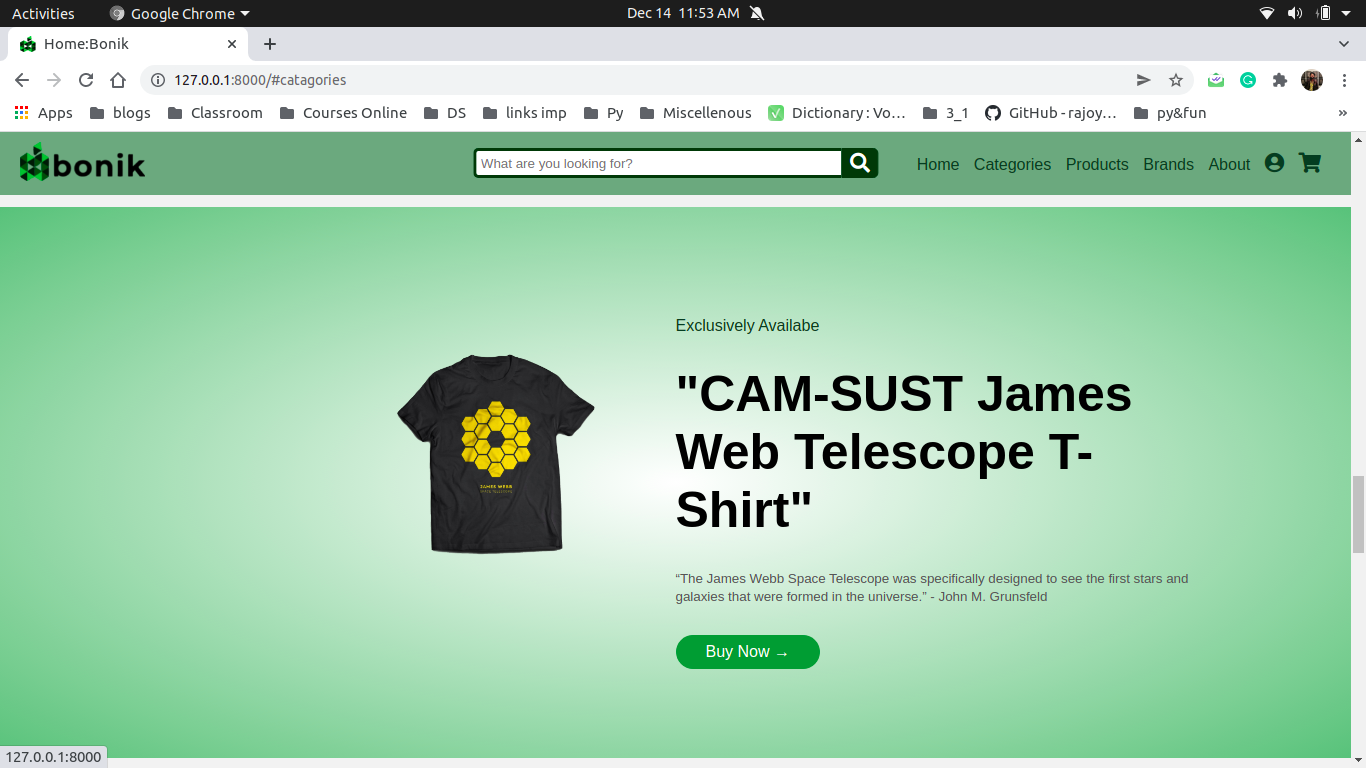 Activities Google Chrome Dec 14 11:53 AM
Home:Bonik
127.0.0.1:8000/#catagories
Apps blogs Classroom Courses Online DS links imp Py Miscellenous Dictionary : Vo… 3_1 GitHub - rajoy… py&fun »
bonik What are you looking for? Home Categories Products Brands About
Exclusively Availabe
"CAM-SUST James
Web Telescope T-
Shirt"
JAMES WEBB
SPACE TELESCOPE
“The James Webb Space Telescope was specifically designed to see the first stars and
galaxies that were formed in the universe.” - John M. Grunsfeld
Buy Now →
127.0.0.1:8000